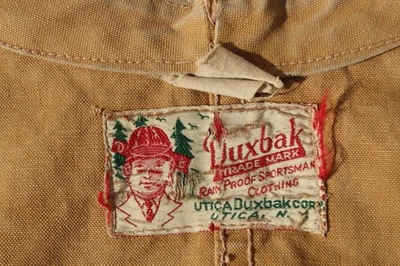 Duxbak
TRADE MARK
RAIN PROOF SPORTSMAN
CLOTHING
UTICA Duxbak CORP
UTICA, N.